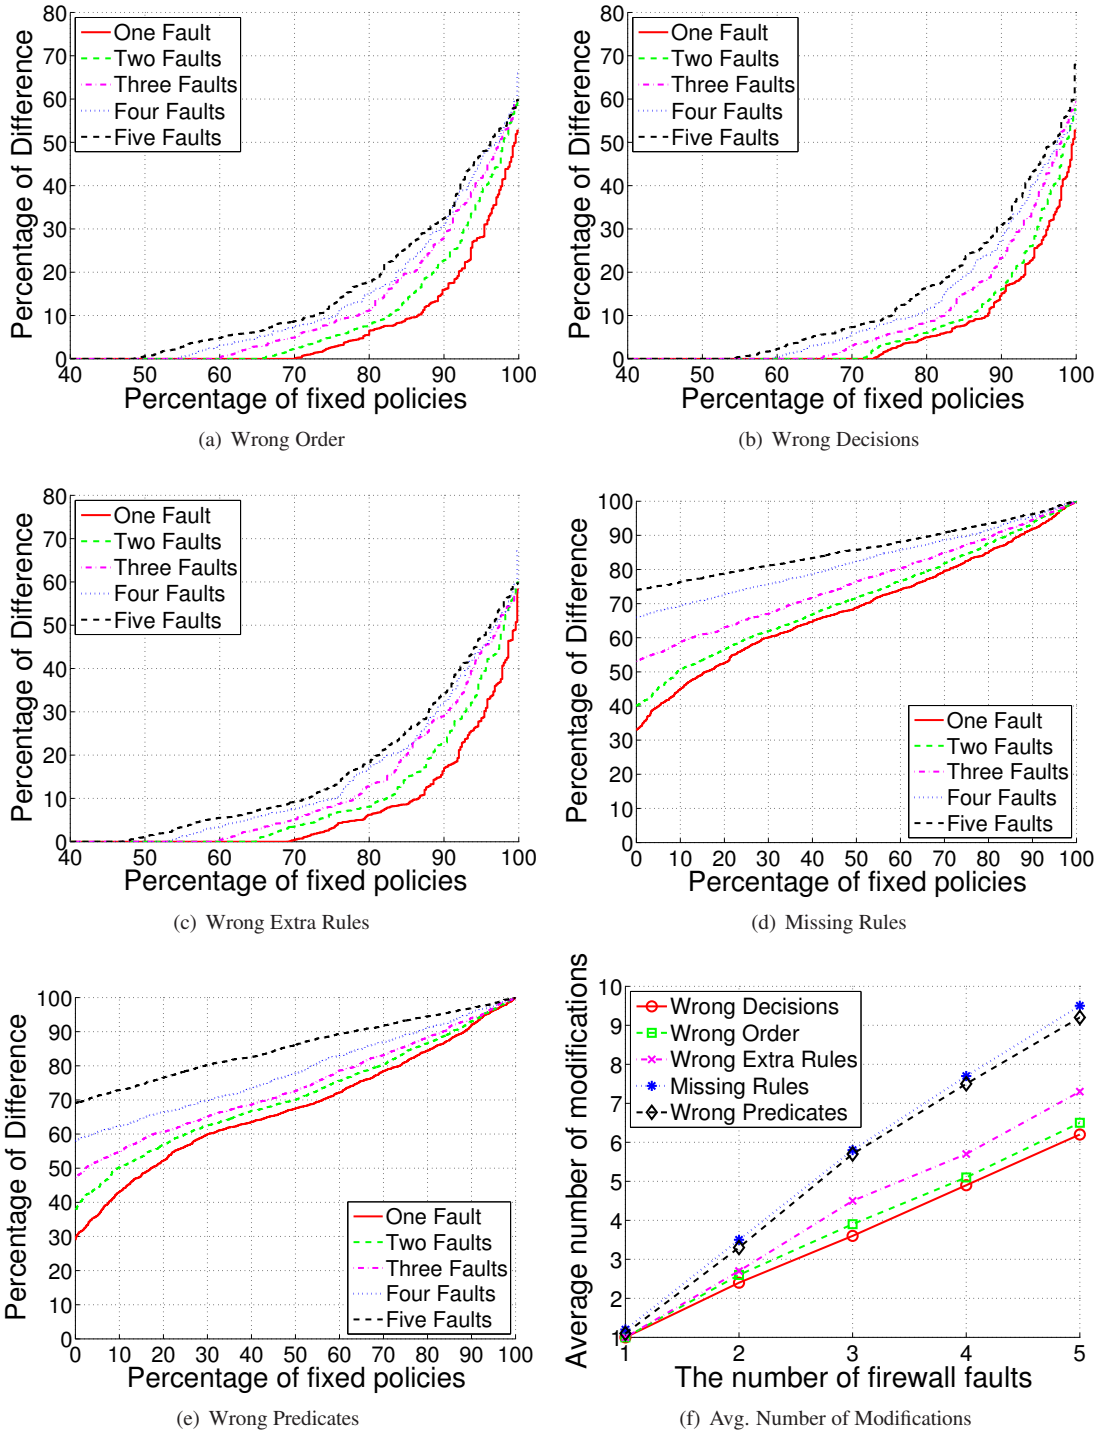 80
70
60
50
40
30
20
10
0
Percentage of Difference
One Fault
Two Faults
Three Faults
Four Faults
Five Faults
40 50 60 70 80 90 100
Percentage of fixed policies
(a) Wrong Order
80
70
60
50
40
30
20
10
0
Percentage of Difference
One Fault
Two Faults
Three Faults
Four Faults
Five Faults
40 50 60 70 80 90 100
Percentage of fixed policies
(b) Wrong Decisions
80
70
60
50
40
30
20
10
0
Percentage of Difference
One Fault
Two Faults
Three Faults
Four Faults
Five Faults
40 50 60 70 80 90 100
Percentage of fixed policies
(c) Wrong Extra Rules
100
90
80
70
60
50
40
30
20
10
0
Percentage of Difference
One Fault
Two Faults
Three Faults
Four Faults
Five Faults
0 10 20 30 40 50 60 70 80 90 100
Percentage of fixed policies
(d) Missing Rules
100
90
80
70
60
50
40
30
20
10
0
Percentage of Difference
One Fault
Two Faults
Three Faults
Four Faults
Five Faults
0 10 20 30 40 50 60 70 80 90 100
Percentage of fixed policies
(e) Wrong Predicates
10
9
8
7
6
5
4
3
2
1
Average number of modifications
Wrong Decisions
Wrong Order
Wrong Extra Rules
Missing Rules
Wrong Predicates
1 2 3 4 5
The number of firewall faults
(f) Avg. Number of Modifications